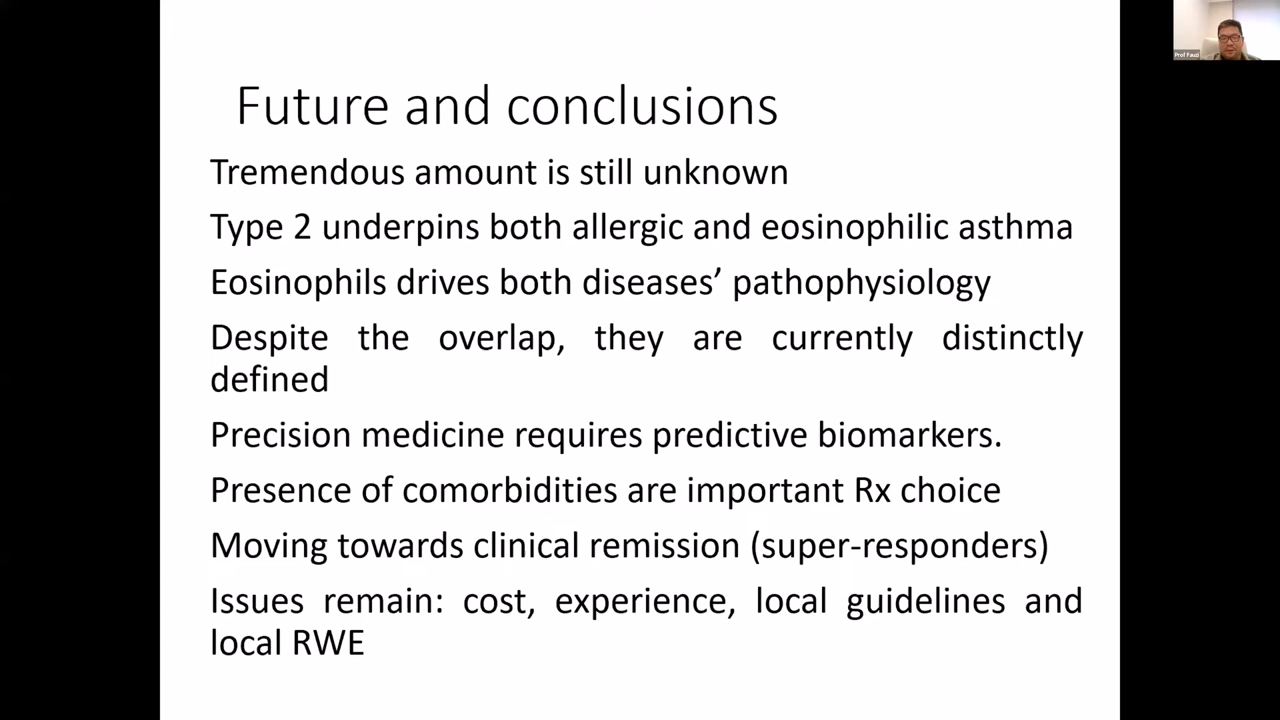 Prof Fauzi
Future and conclusions
Tremendous amount is still unknown
Type 2 underpins both allergic and eosinophilic asthma
Eosinophils drives both diseases’ pathophysiology
Despite the overlap, they are currently distinctly
defined
Precision medicine requires predictive biomarkers.
Presence of comorbidities are important Rx choice
Moving towards clinical remission (super-responders)
Issues remain: cost, experience, local guidelines and
local RWE